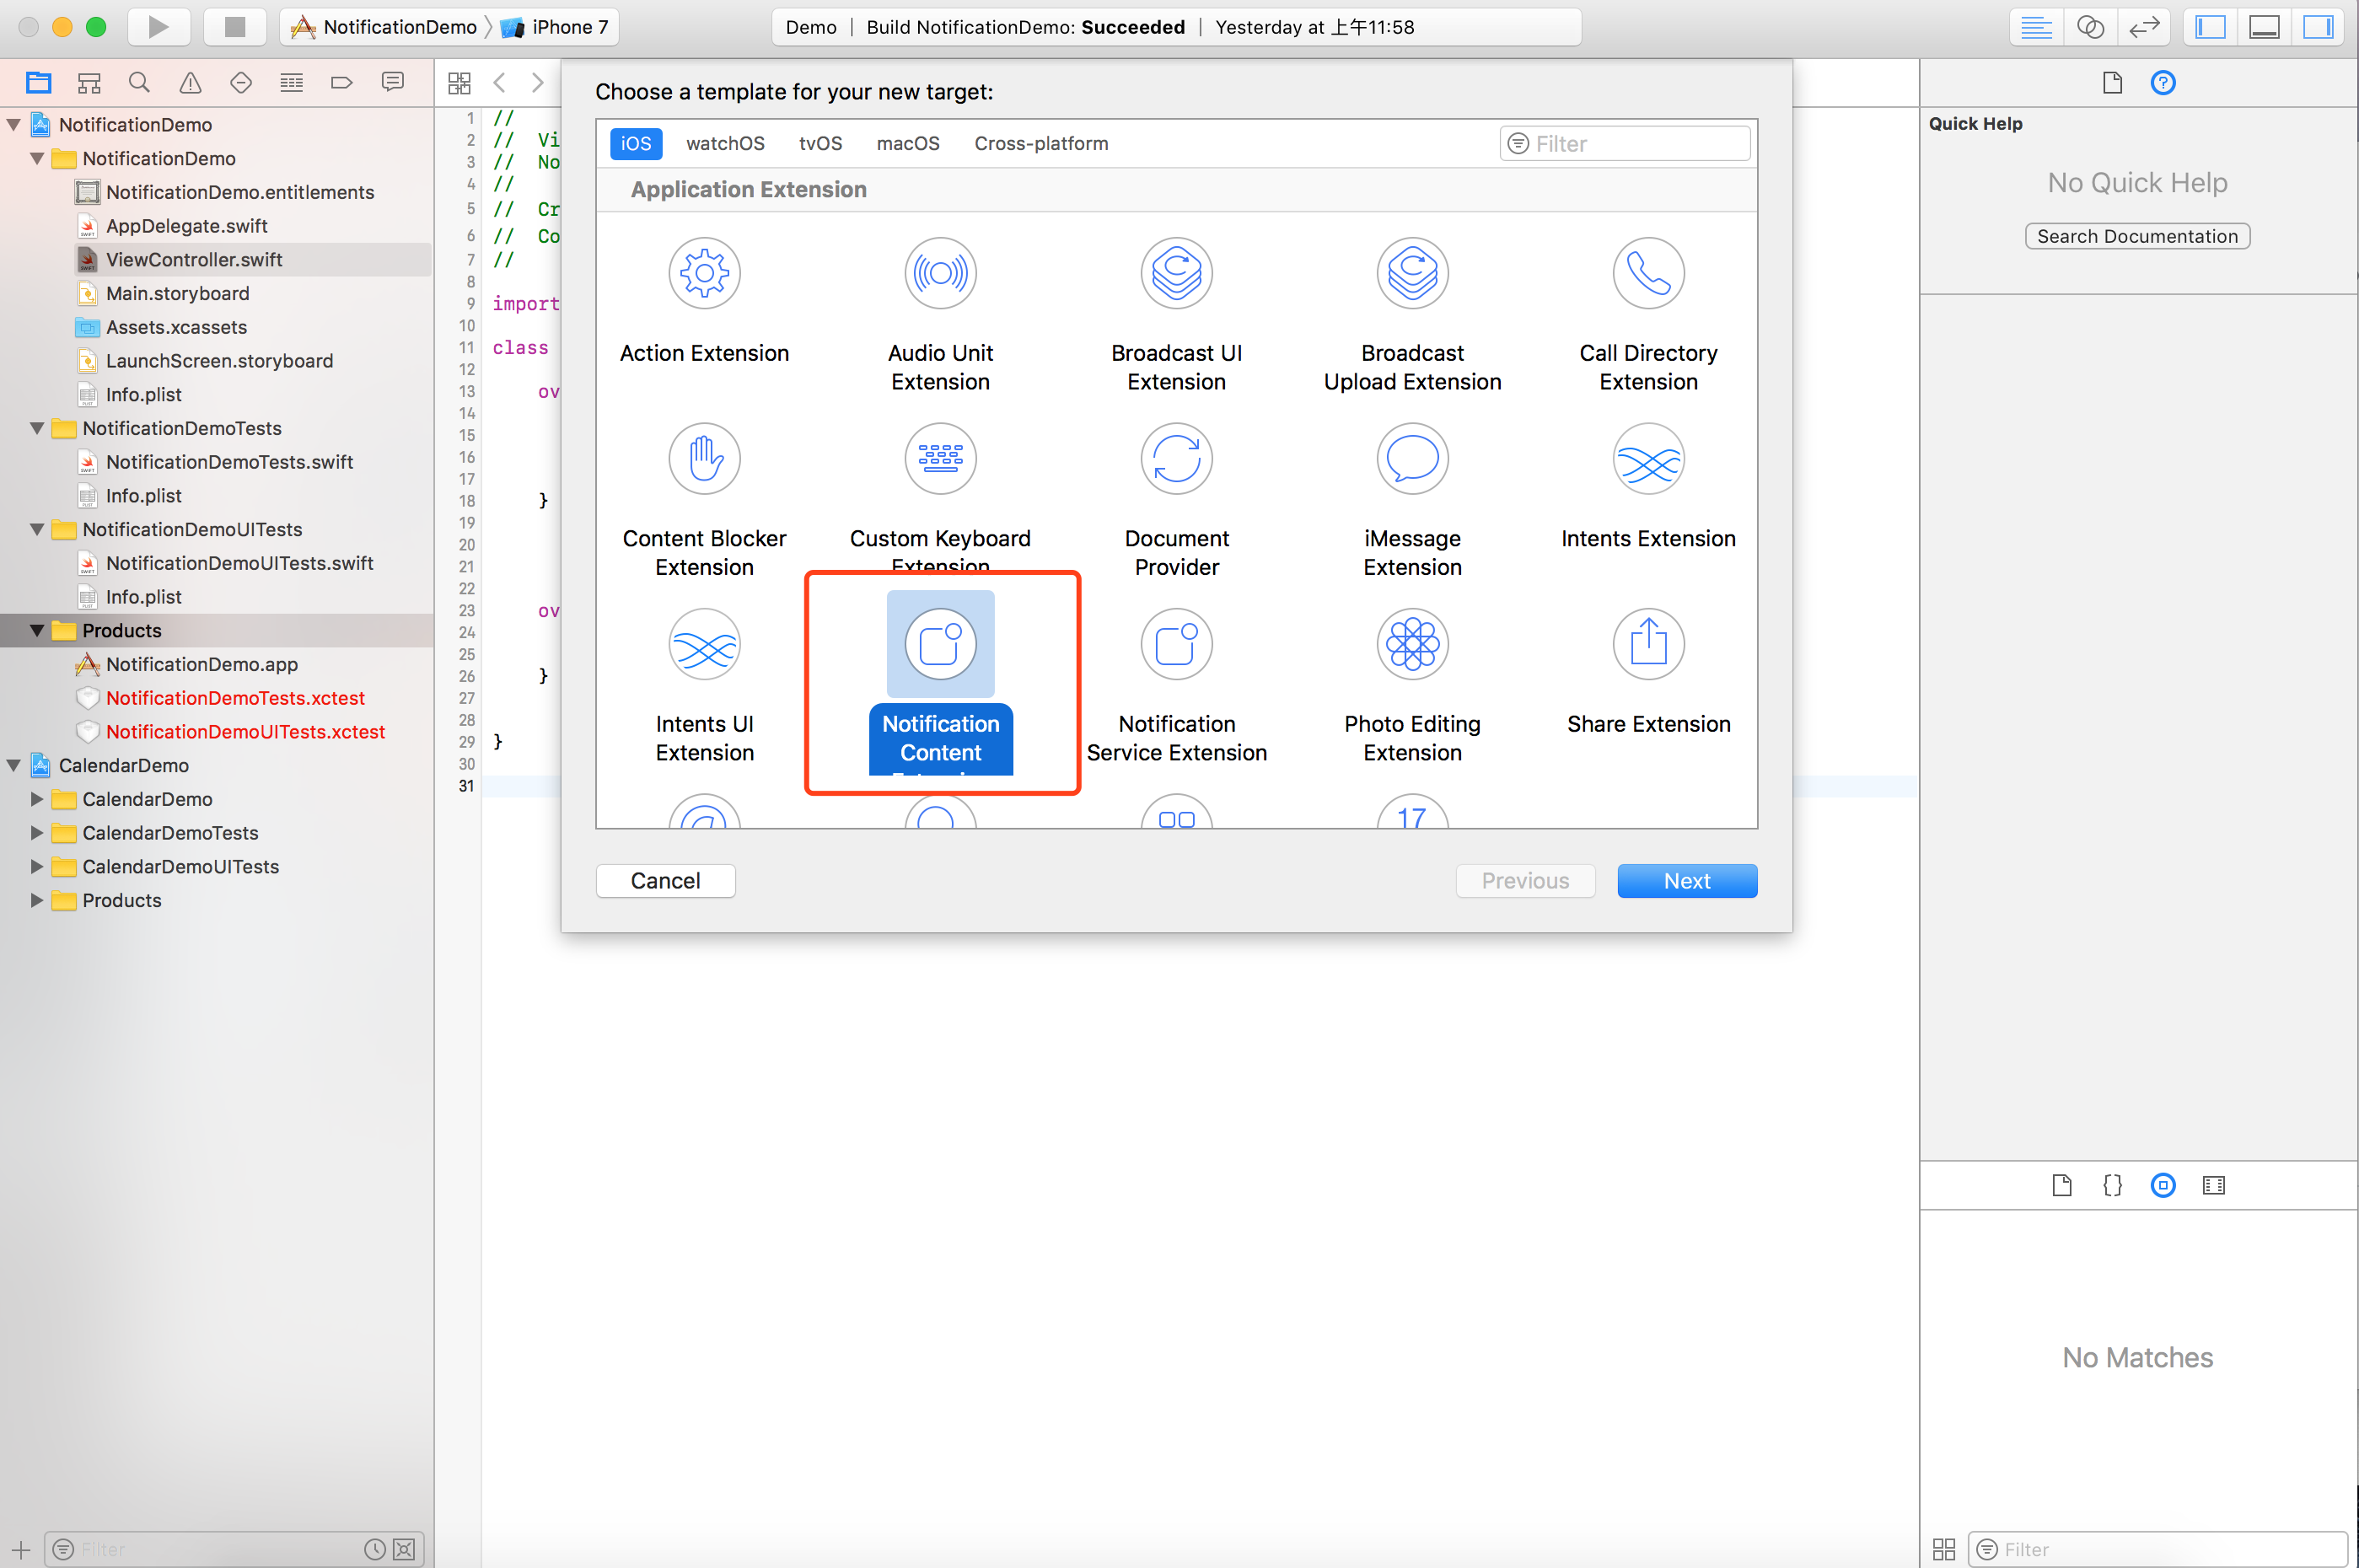 NotificationDemo
iPhone 7
Demo | Build NotificationDemo: Succeeded | Yesterday at 上午11:58
NotificationDemo
NotificationDemo
NotificationDemo.entitlements
AppDelegate.swift
ViewController.swift
Main.storyboard
Assets.xcassets
LaunchScreen.storyboard
Info.plist
NotificationDemoTests
NotificationDemoTests.swift
Info.plist
NotificationDemoUITests
NotificationDemoUITests.swift
Info.plist
Products
NotificationDemo.app
NotificationDemoTests.xctest
NotificationDemoUITests.xctest
CalendarDemo
CalendarDemo
CalendarDemoTests
CalendarDemoUITests
Products
Filter
1 //
2 // Vi
3 // No
4 //
5 // Cr
6 // Co
7 //
8
9 import
10
11 class
12
13 ov
14
15
16
17
18 }
19
20
21
22
23 ov
24
25
26 }
27
28
29 }
30
31
Choose a template for your new target:
iOS watchOS tvOS macOS Cross-platform
Filter
Application Extension
Action Extension
Audio Unit
Extension
Broadcast UI
Extension
Broadcast
Upload Extension
Call Directory
Extension
Content Blocker
Extension
Custom Keyboard
Extension
Document
Provider
iMessage
Extension
Intents Extension
Intents UI
Extension
Notification
Content
Notification
Service Extension
Photo Editing
Extension
Share Extension
17
Cancel
Previous
Next
Quick Help
No Quick Help
Search Documentation
No Matches
Filter